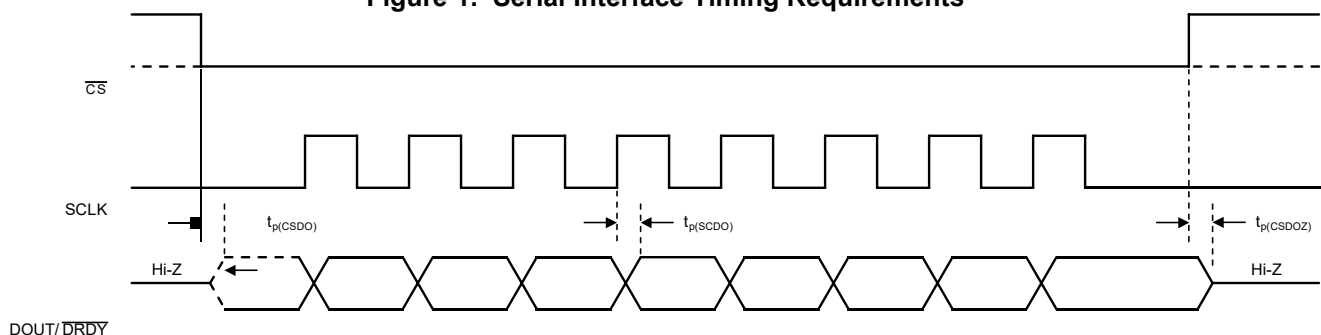 Figure 1. Serial Interface Timing Requirements
CS
SCLK
tp(CSDO)
tp(SCDO)
tp(CSDOZ)
Hi-Z
Hi-Z
DOUT/ DRDY